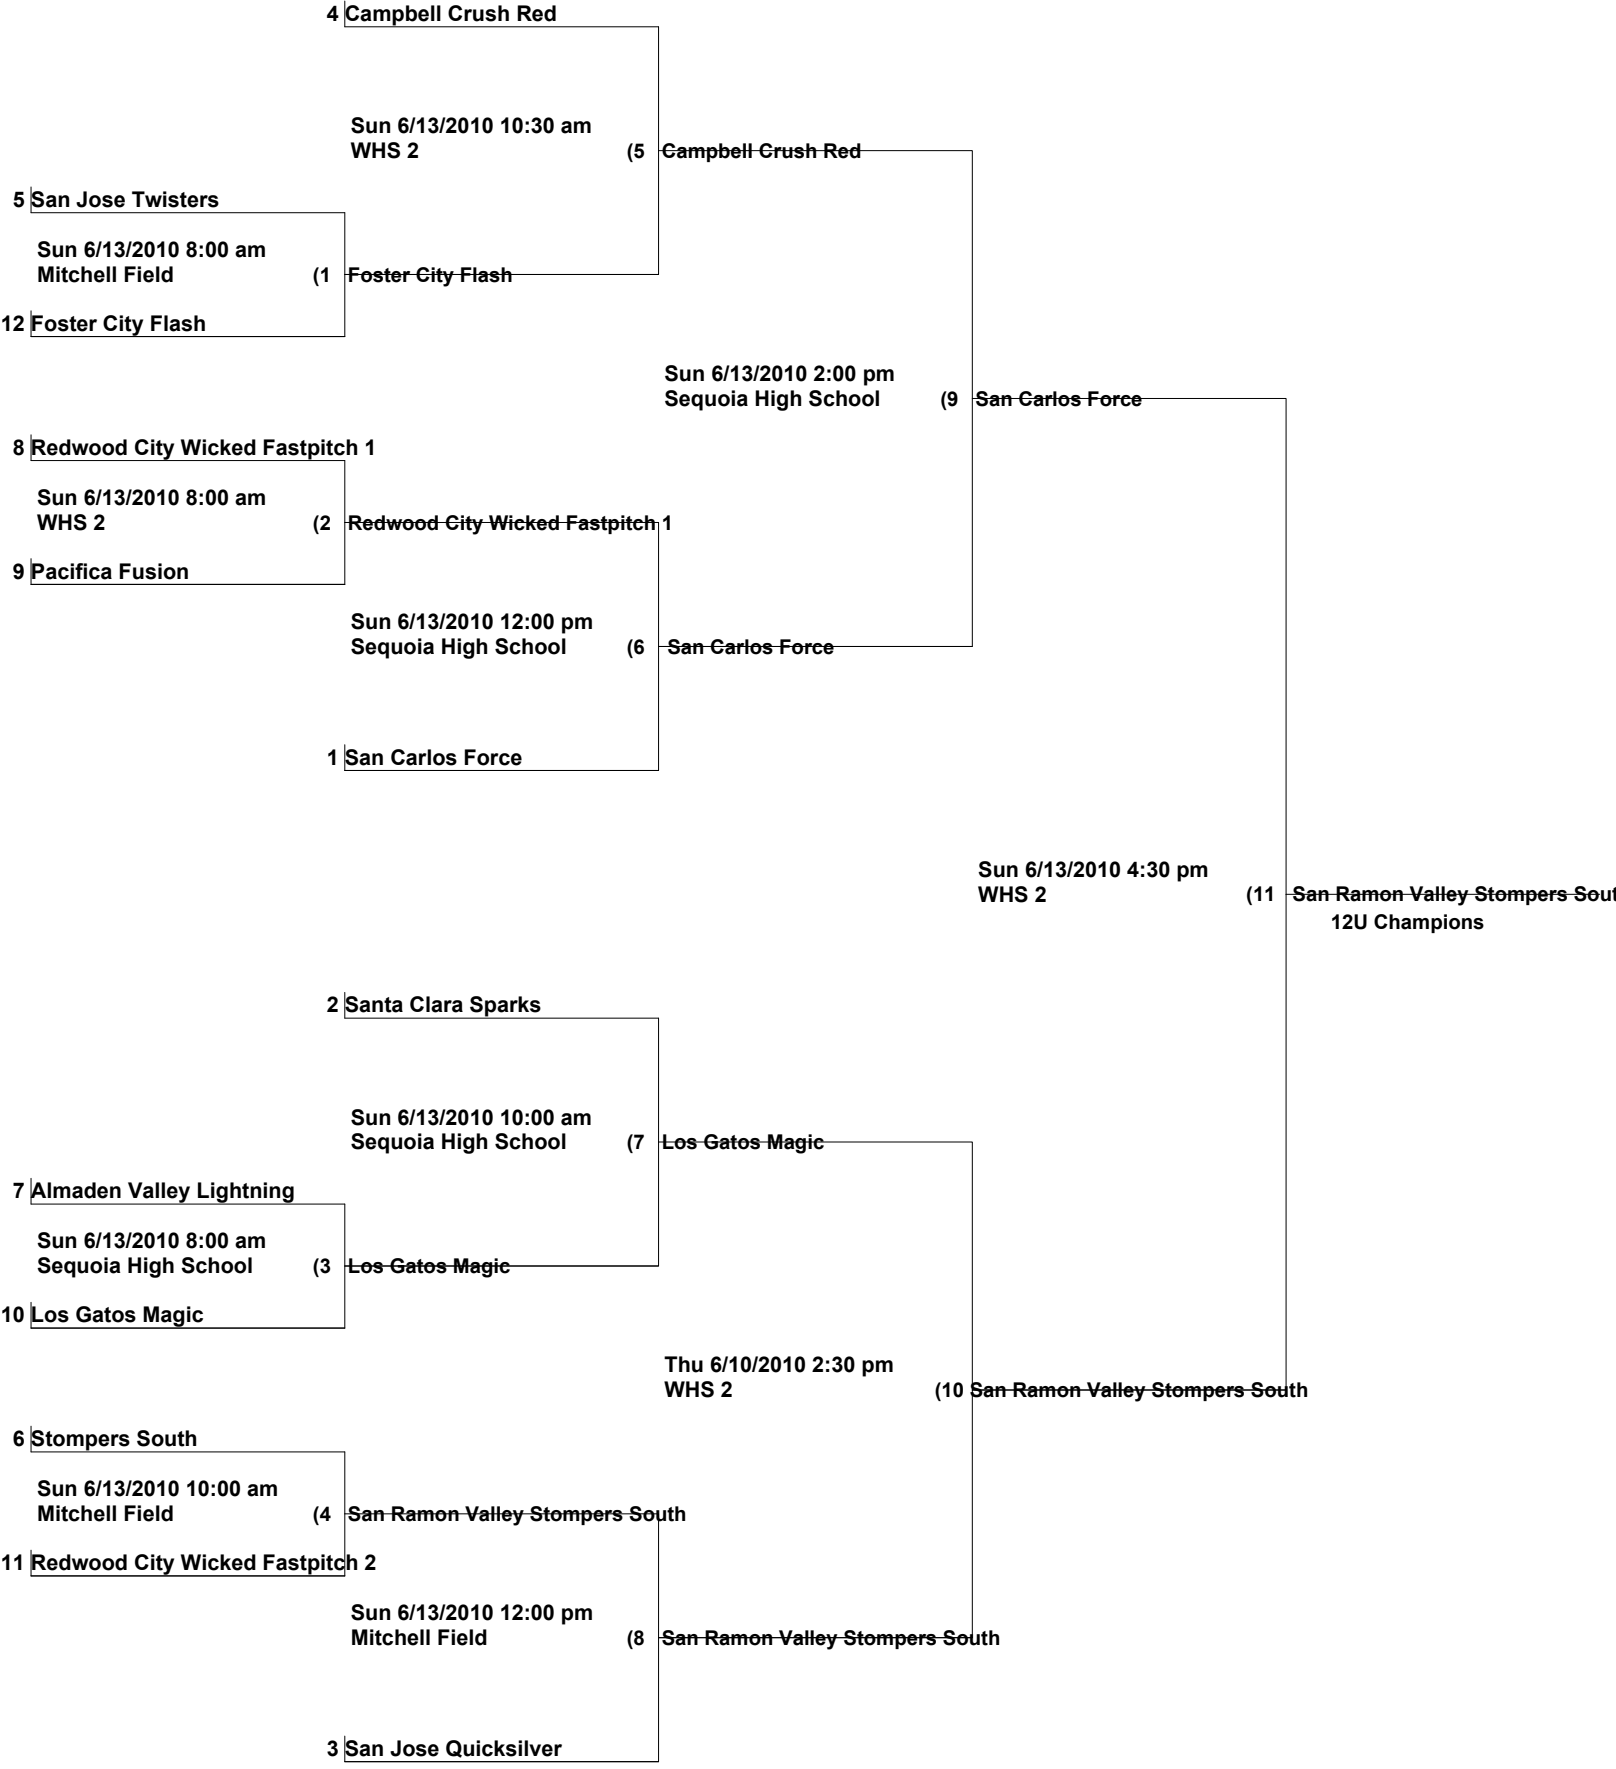 4 Campbell Crush Red
Sun 6/13/2010 10:30 am
WHS 2 (5 Campbell Crush Red
5 San Jose Twisters
Sun 6/13/2010 8:00 am
Mitchell Field (1 Foster City Flash
12 Foster City Flash
Sun 6/13/2010 2:00 pm
Sequoia High School (9 San Carlos Force
8 Redwood City Wicked Fastpitch 1
Sun 6/13/2010 8:00 am
WHS 2 (2 Redwood City Wicked Fastpitch 1
9 Pacifica Fusion
Sun 6/13/2010 12:00 pm
Sequoia High School (6 San Carlos Force
1 San Carlos Force
Sun 6/13/2010 4:30 pm
WHS 2 (11 San Ramon Valley Stompers Sout
12U Champions
2 Santa Clara Sparks
Sun 6/13/2010 10:00 am
Sequoia High School (7 Los Gatos Magic
7 Almaden Valley Lightning
Sun 6/13/2010 8:00 am
Sequoia High School (3 Los Gatos Magic
10 Los Gatos Magic
Thu 6/10/2010 2:30 pm
WHS 2 (10 San Ramon Valley Stompers South
6 Stompers South
Sun 6/13/2010 10:00 am
Mitchell Field (4 San Ramon Valley Stompers South
11 Redwood City Wicked Fastpitch 2
Sun 6/13/2010 12:00 pm
Mitchell Field (8 San Ramon Valley Stompers South
3 San Jose Quicksilver